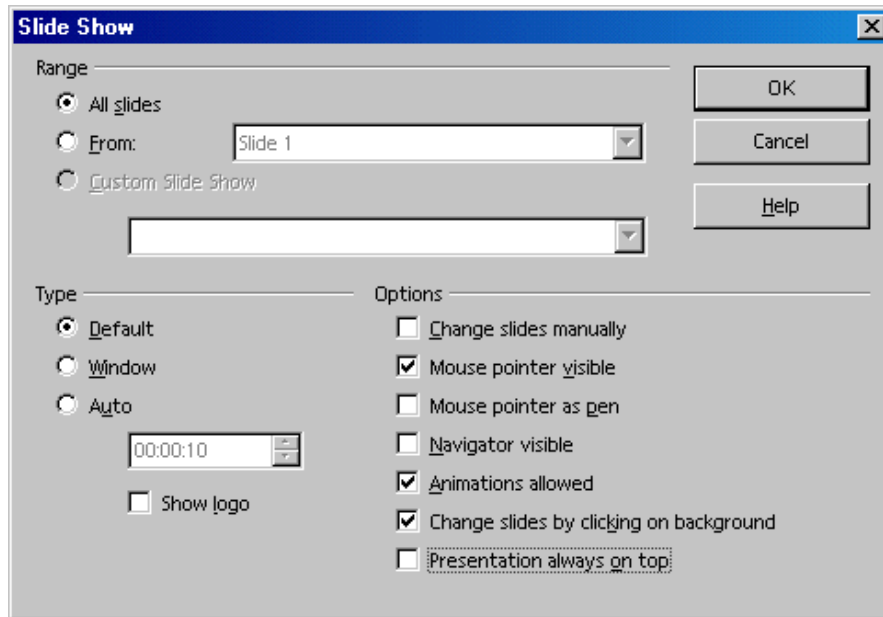 Slide Show
Range
All slides
From:
Slide 1
Custom Slide Show
OK
Cancel
Help
Type
Default
Window
Auto
00:00:10
Show logo
Options
Change slides manually
Mouse pointer visible
Mouse pointer as pen
Navigator visible
Animations allowed
Change slides by clicking on background
Presentation always on top